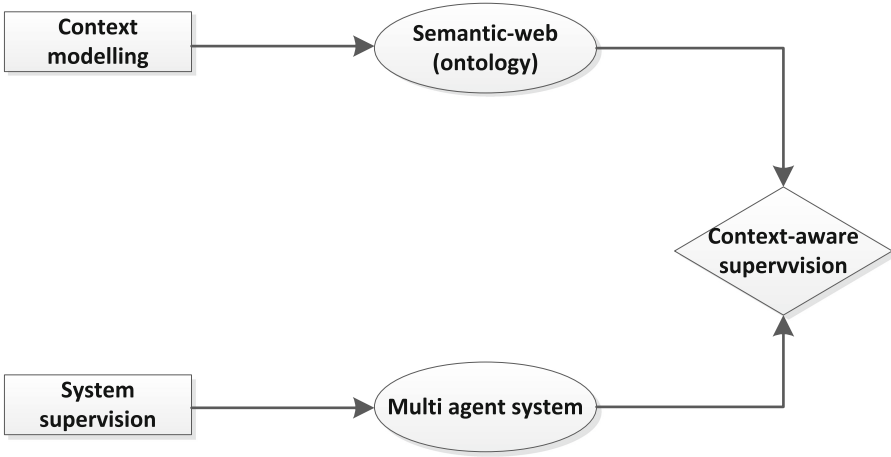 Context
modelling
Semantic-web
(ontology)
Context-aware
supervvision
System
supervision
Multi agent system